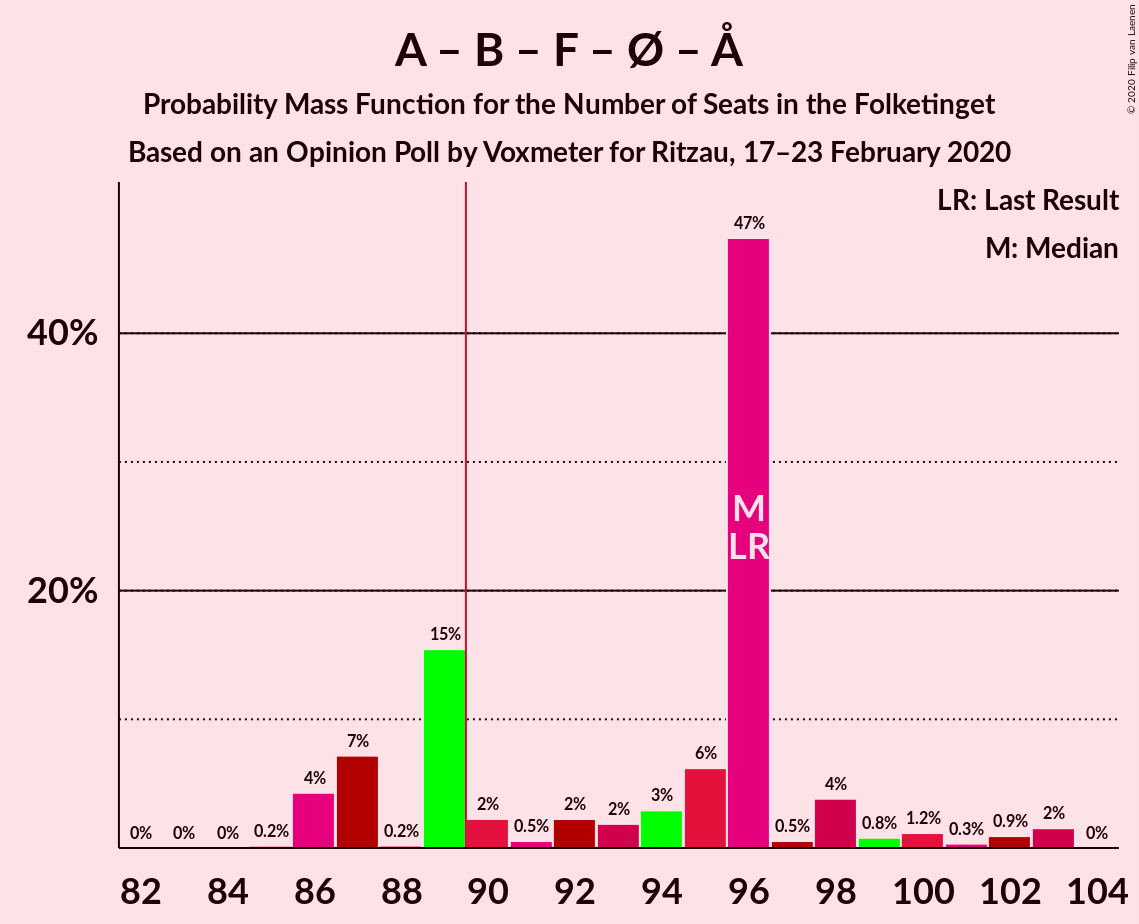 A – B – F – Ø – Å
Probability Mass Function for the Number of Seats in the Folketinget
Based on an Opinion Poll by Voxmeter for Ritzau, 17–23 February 2020
© 2020 Filip van Laenen
LR: Last Result
M: Median
40%
20%
0% 0% 0% 0.2% 4% 7% 0.2% 15% 2% 0.5% 2% 2% 3% 6% 47% 0.5% 4% 0.8% 1.2% 0.3% 0.9% 2% 0%
M
LR
82 84 86 88 90 92 94 96 98 100 102 104